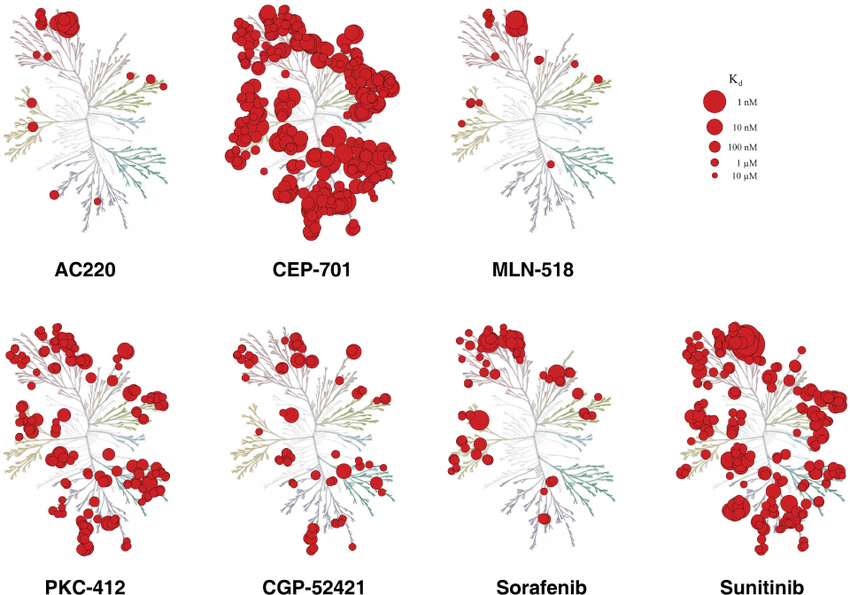 K_d
1 nM
10 nM
100 nM
1 µM
10 µM
AC220
CEP-701
MLN-518
PKC-412
CGP-52421
Sorafenib
Sunitinib